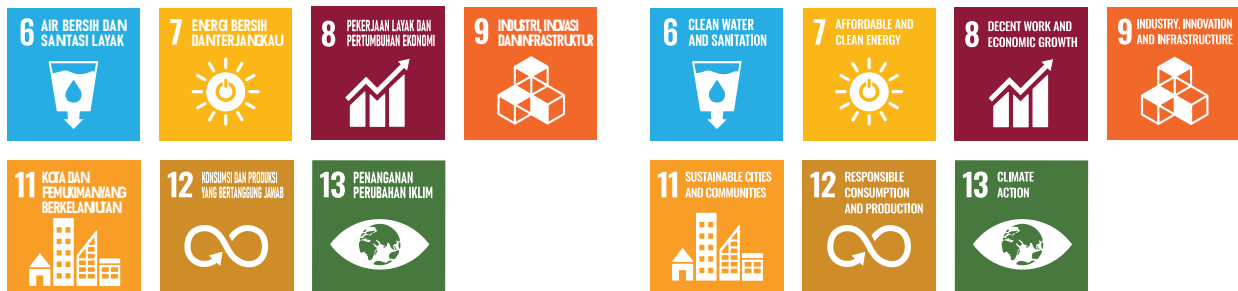 6 AIR BERSIH DAN
SANITASI LAYAK
7 ENERGI BERSIH
DAN TERJANGKAU
8 PEKERJAAN LAYAK DAN
PERTUMBUHAN EKONOMI
9 INDUSTRI, INOVASI
DAN INFRASTRUKTUR
6 CLEAN WATER
AND SANITATION
7 AFFORDABLE AND
CLEAN ENERGY
8 DECENT WORK AND
ECONOMIC GROWTH
9 INDUSTRY, INNOVATION
AND INFRASTRUCTURE
11 KOTA DAN
PEMUKIMAN YANG
BERKELANJUTAN
12 KONSUMSI DAN PRODUKSI
YANG BERTANGGUNG JAWAB
13 PENANGANAN
PERUBAHAN IKLIM
11 SUSTAINABLE CITIES
AND COMMUNITIES
12 RESPONSIBLE
CONSUMPTION
AND PRODUCTION
13 CLIMATE
ACTION